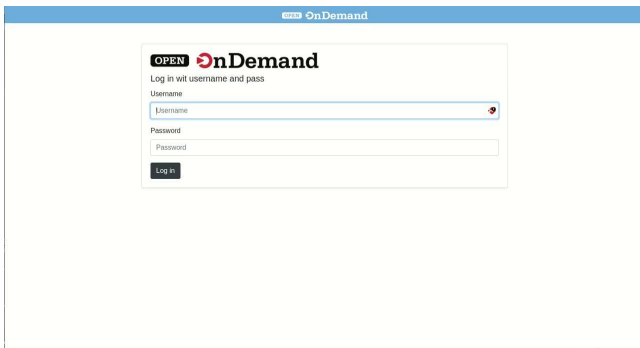 OPEN OnDemand
OPEN OnDemand
Log in wit username and pass
Username
Username
Password
Password
Log in